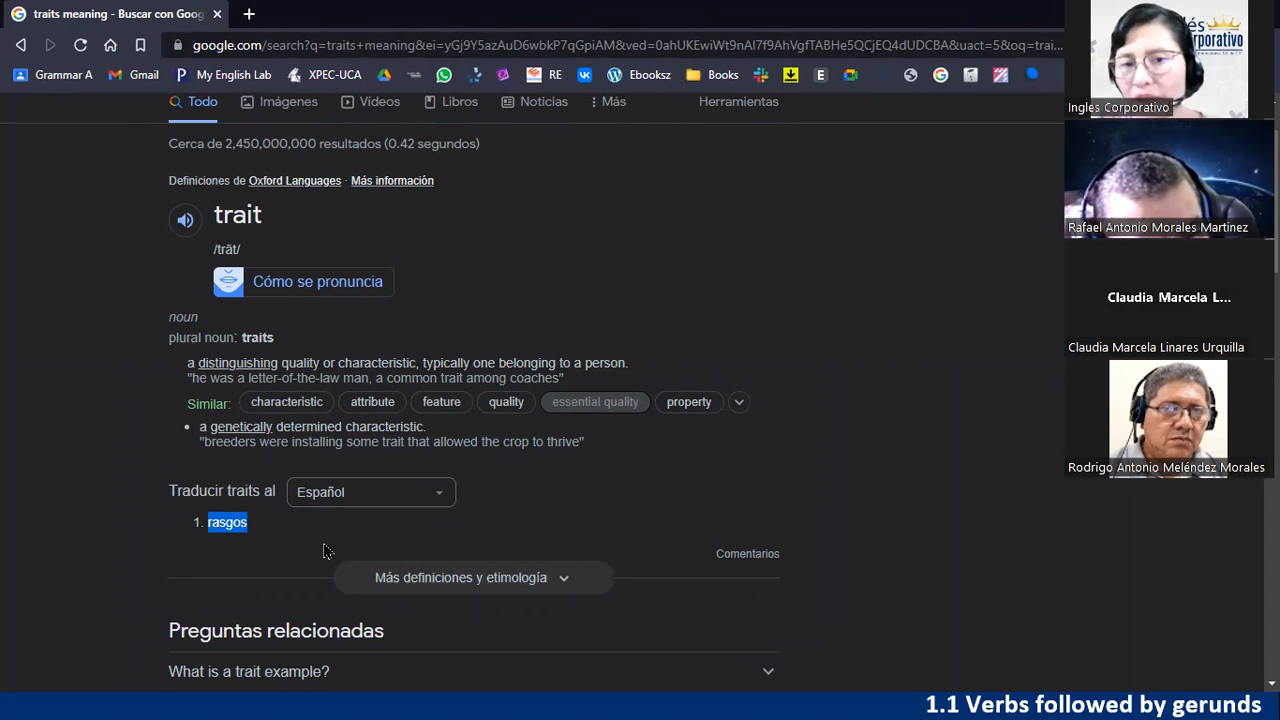 traits meaning - Buscar con Goog
google.com/search?q=traits+meaning&ei=yGj9Y5azAuD6wbkP7qGpiAM&ved=0ahUKEwiWt9nAl7f9AhVgfTABHe5QCjEQ4dUDCBE&uact=5&oq=trai...
Grammar A
Gmail
My English Lab
XPEC-UCA
RE
Ebooksz
Books
Todo
Imágenes
Vídeos
Libros
Noticias
Más
Herramientas
Cerca de 2,450,000,000 resultados (0.42 segundos)
Definiciones de Oxford Languages · Más información
trait
/trāt/
Cómo se pronuncia
noun
plural noun: traits
a distinguishing quality or characteristic, typically one belonging to a person.
"he was a letter-of-the-law man, a common trait among coaches"
Similar: characteristic attribute feature quality essential quality property
• a genetically determined characteristic.
"breeders were installing some trait that allowed the crop to thrive"
Traducir traits al Español
1. rasgos
Comentarios
Más definiciones y etimología
Preguntas relacionadas
What is a trait example?
Corporativo
Ingles Corporativo
Rafael Antonio Morales Martinez
Claudia Marcela L...
Claudia Marcela Linares Urquilla
Rodrigo Antonio Meléndez Morales
1.1 Verbs followed by gerunds